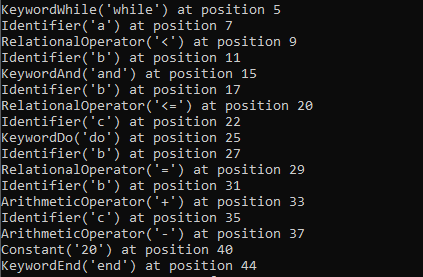 KeywordWhile('while') at position 5
Identifier('a') at position 7
RelationalOperator('<') at position 9
Identifier('b') at position 11
KeywordAnd('and') at position 15
Identifier('b') at position 17
RelationalOperator('<=') at position 20
Identifier('c') at position 22
KeywordDo('do') at position 25
Identifier('b') at position 27
RelationalOperator('=') at position 29
Identifier('b') at position 31
ArithmeticOperator('+') at position 33
Identifier('c') at position 35
ArithmeticOperator('-') at position 37
Constant('20') at position 40
KeywordEnd('end') at position 44